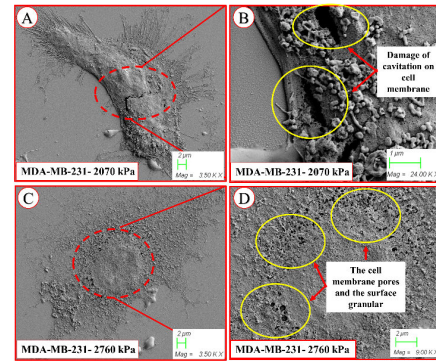 A
2 μm
Mag = 3.50 K X
MDA-MB-231- 2070 kPa
B
Damage of
cavitation on
cell
membrane
1 μm
Mag = 24.00 K X
MDA-MB-231- 2070 kPa
C
2 μm
Mag = 3.50 K X
MDA-MB-231- 2760 kPa
D
The cell
membrane pores
and the surface
granular
2 μm
Mag = 9.00 K X
MDA-MB-231- 2760 kPa